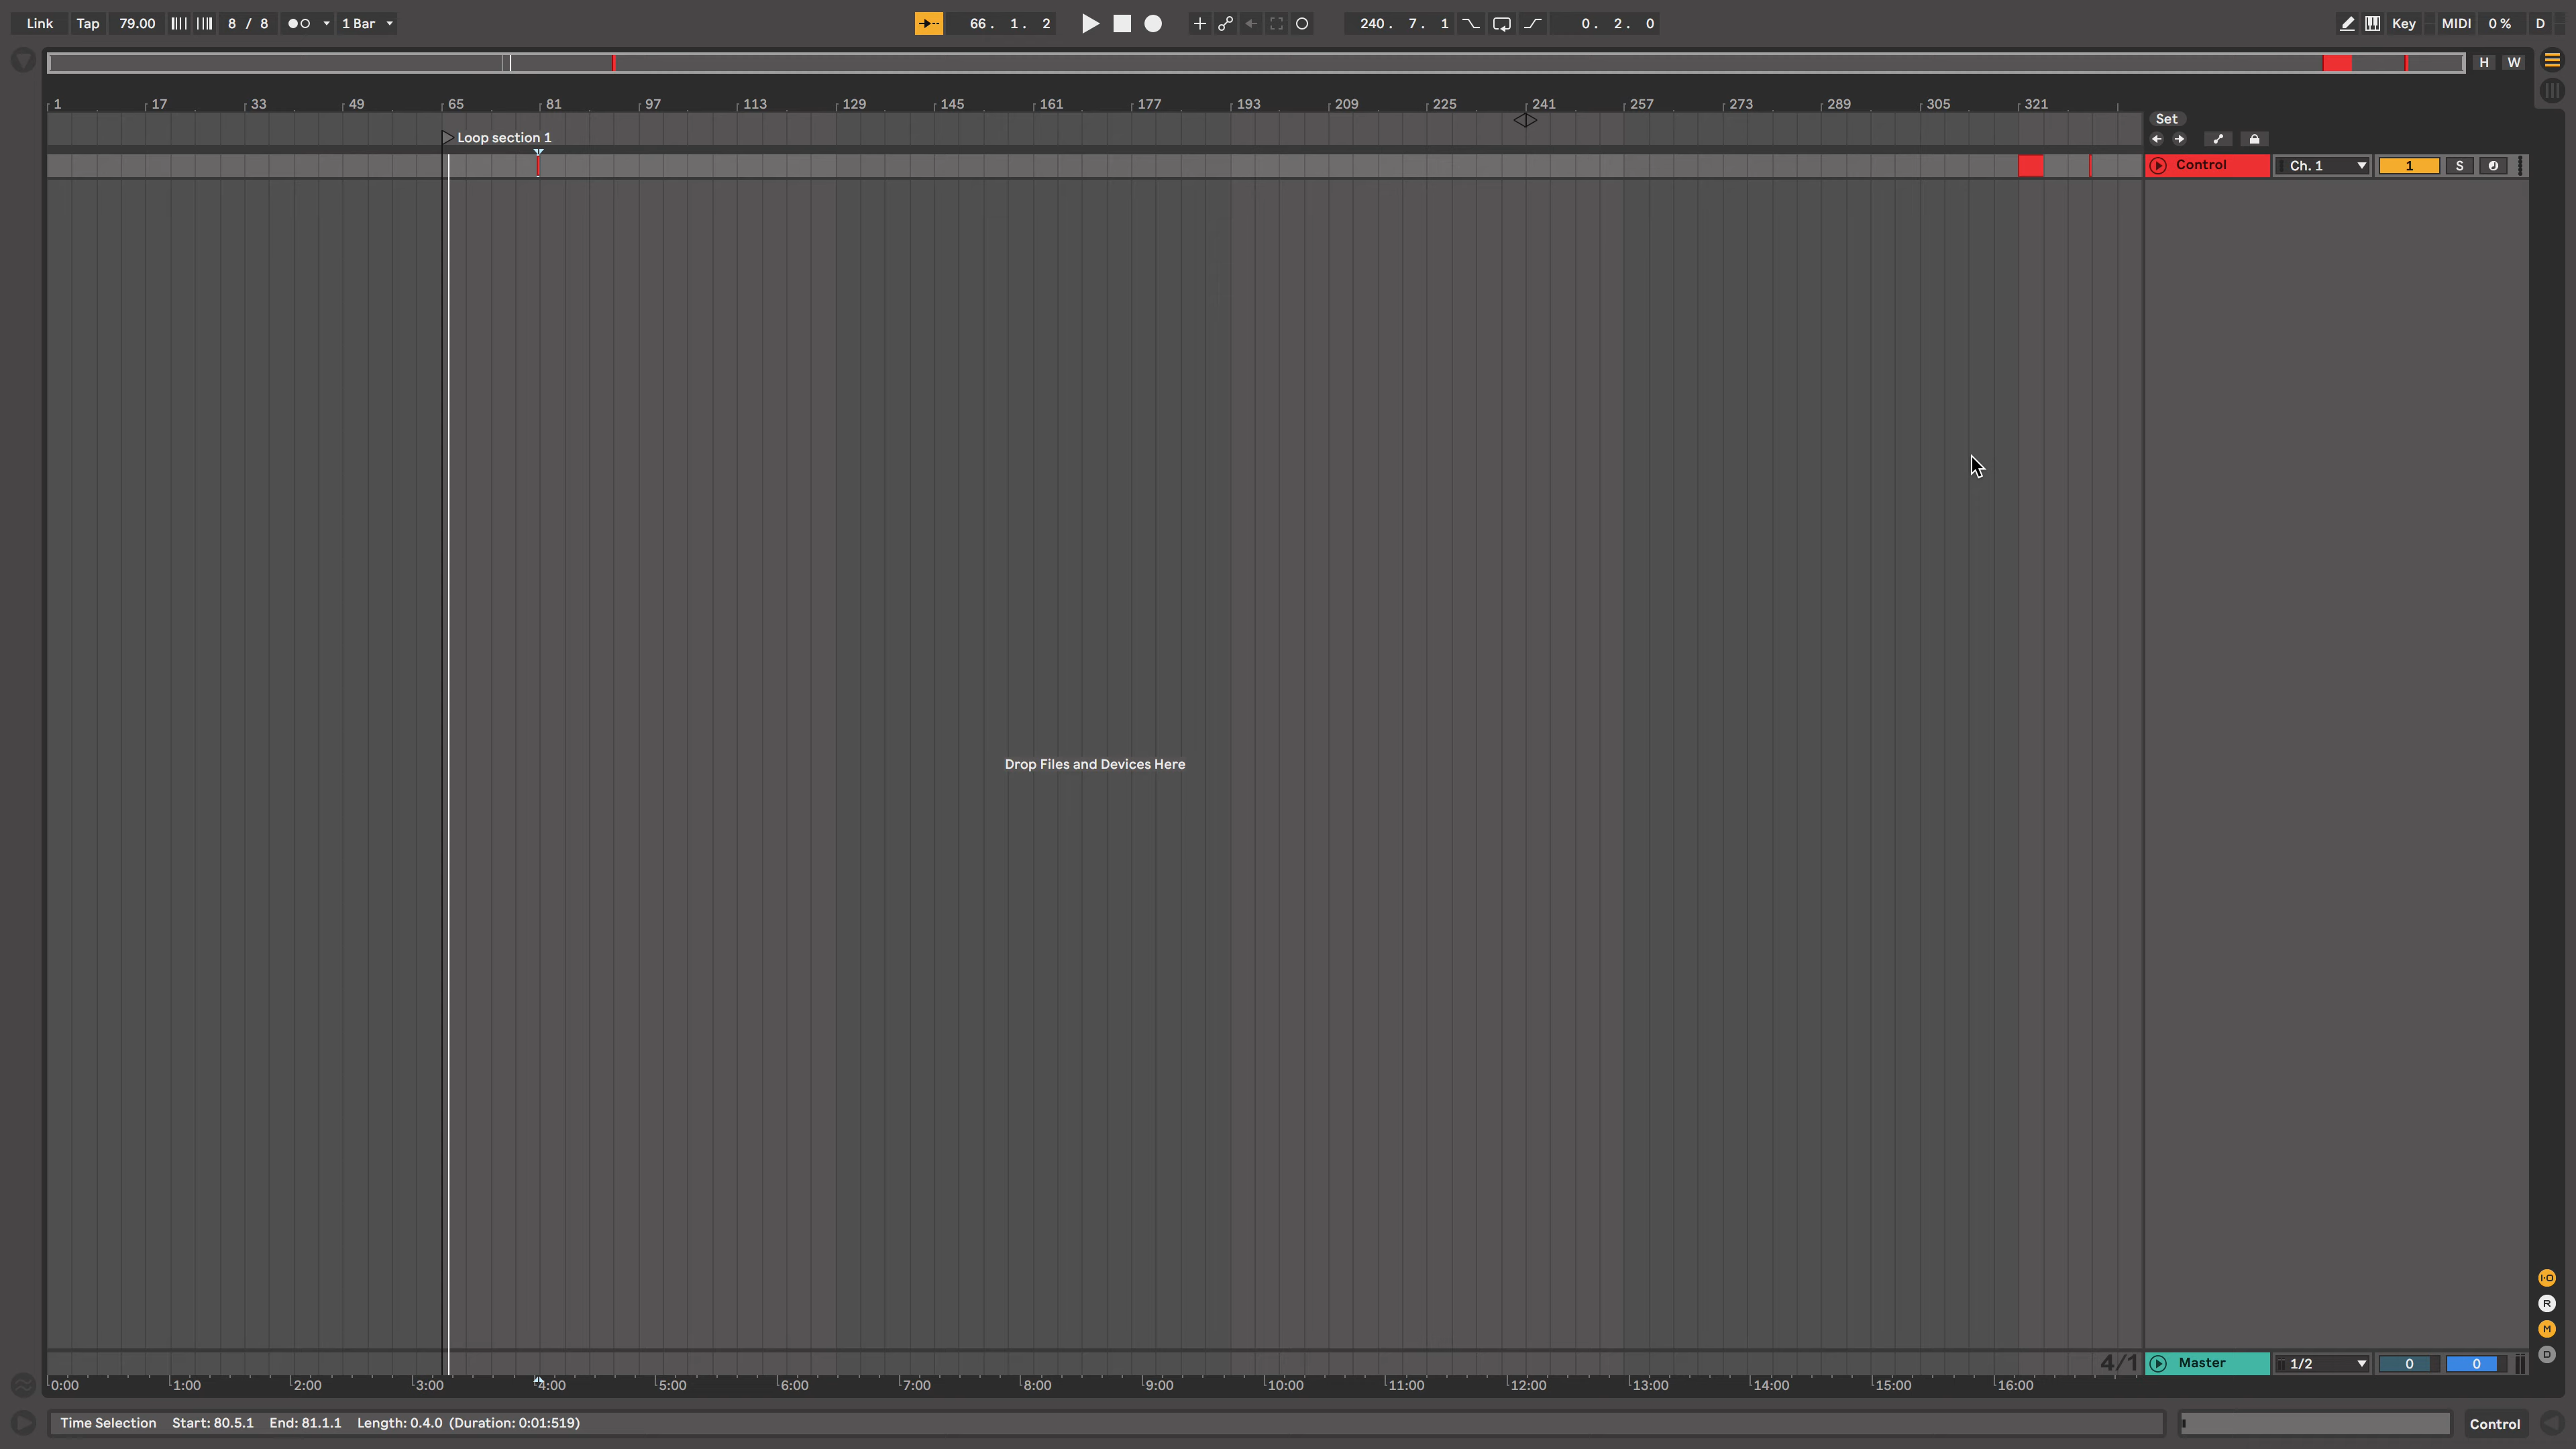 Link Tap 79.00 8 / 8 1 Bar 66. 1. 2 240. 7. 1 0. 2. 0 Key MIDI 0 % D
H W
1 17 33 49 65 81 97 113 129 145 161 177 193 209 225 241 257 273 289 305 321
Set
Loop section 1
Control Ch. 1 1 S
Drop Files and Devices Here
I·O
R
M
D
4/1 Master 1/2 0 0
0:00 1:00 2:00 3:00 4:00 5:00 6:00 7:00 8:00 9:00 10:00 11:00 12:00 13:00 14:00 15:00 16:00
Time Selection Start: 80.5.1 End: 81.1.1 Length: 0.4.0 (Duration: 0:01:519) Control